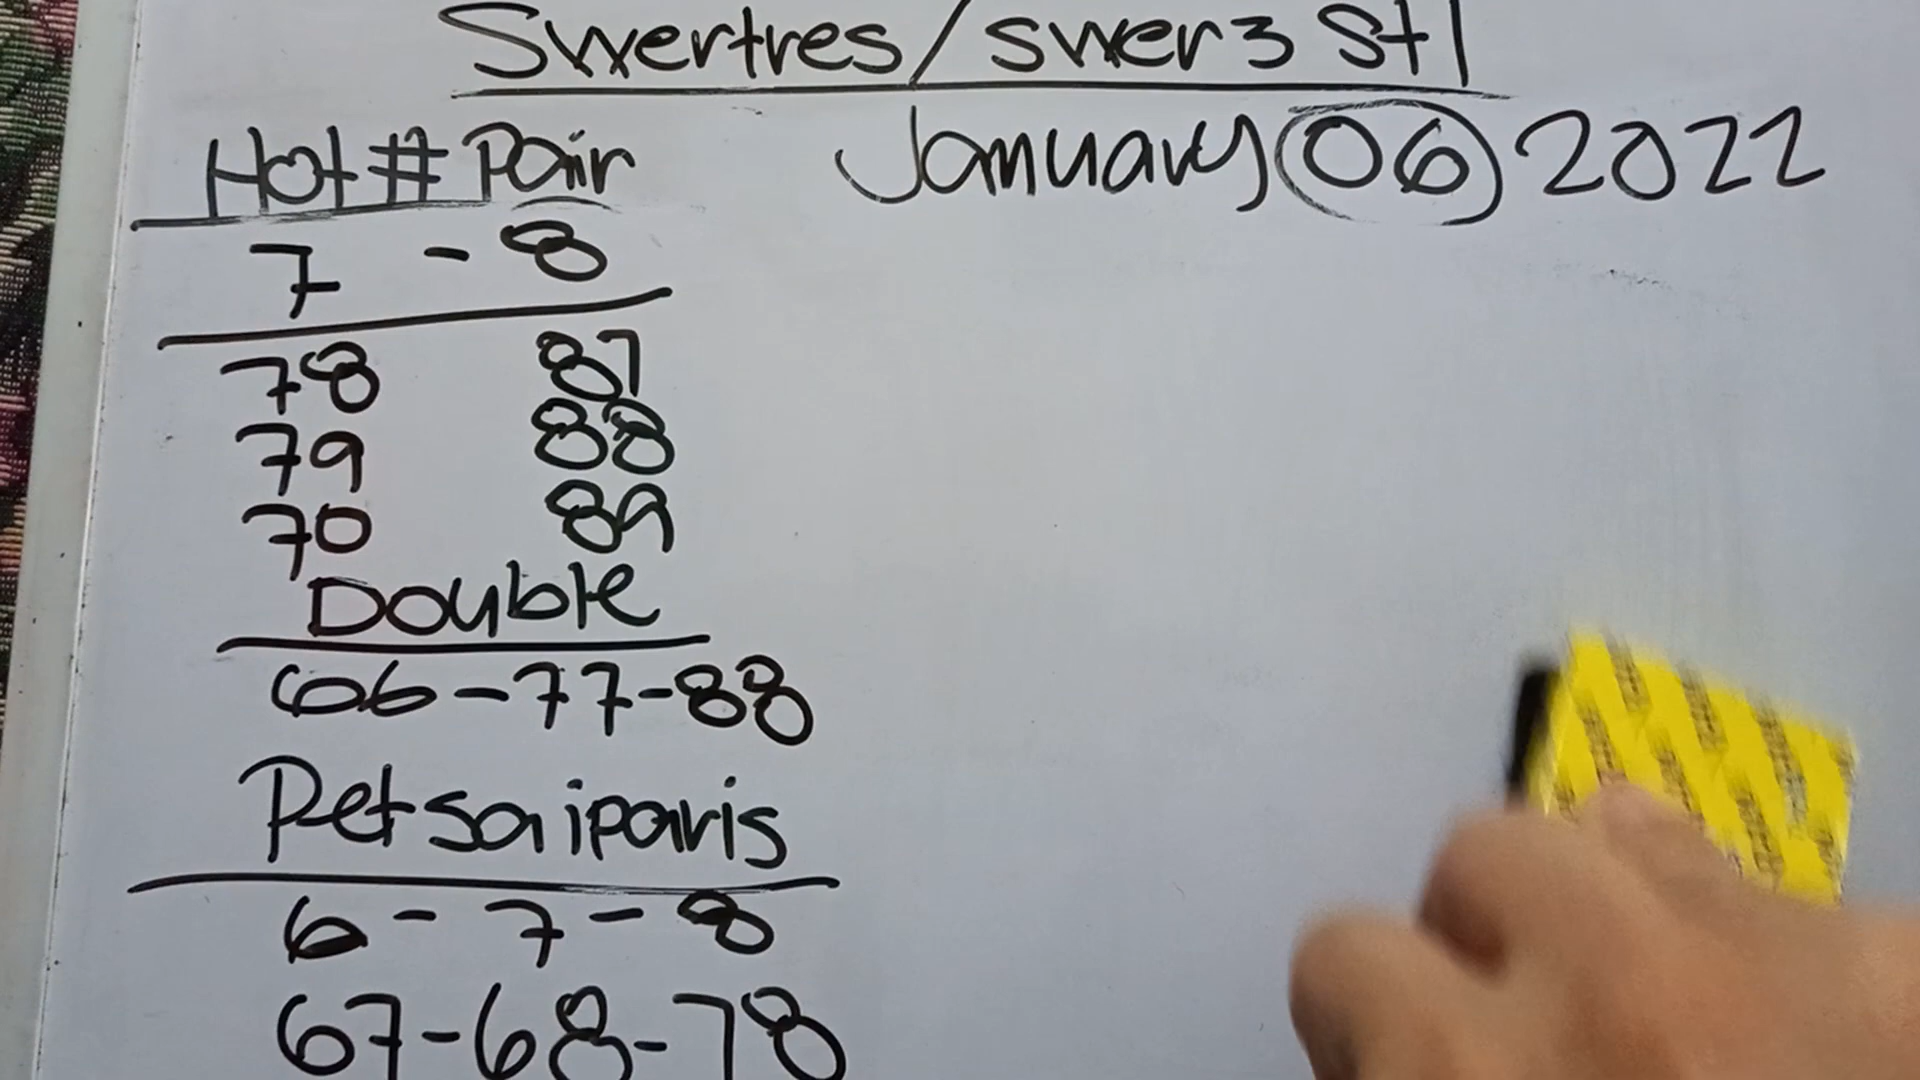 Swertres/swer3 Stl
Hot # Pair
January 06 2022
7 - 8
78 87
79 88
70 89
Double
66-77-88
Petsaiparis
6-7-8
67-68-78